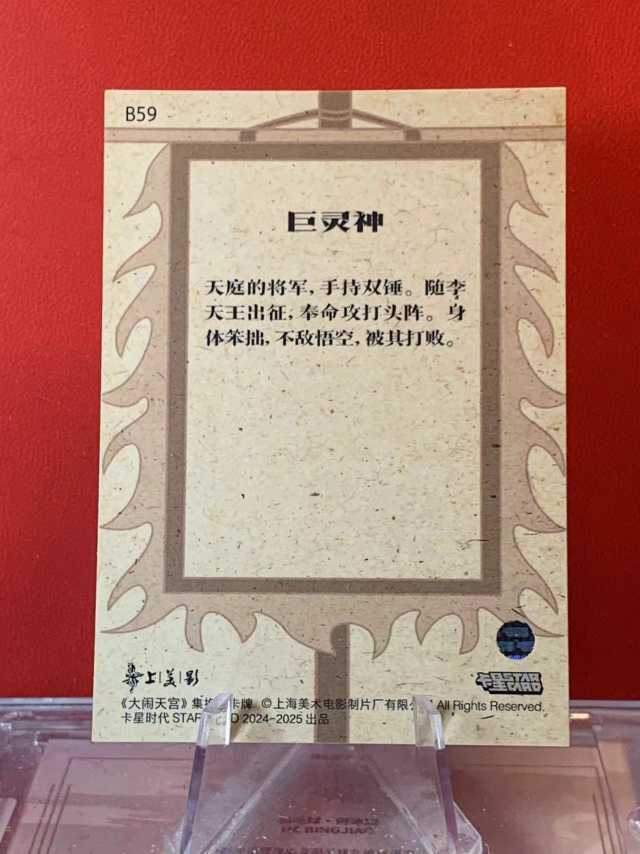 B59
巨灵神
天庭的将军,手持双锤。随李
天王出征,奉命攻打头阵。身
体笨拙,不敌悟空,被其打败。
上美影
卡星时代
《大闹天宫》集换 卡牌 ©上海美术电影制片厂有限公 All Rights Reserved.
卡星时代 STAR 2024-2025 出品
BINGJIAO